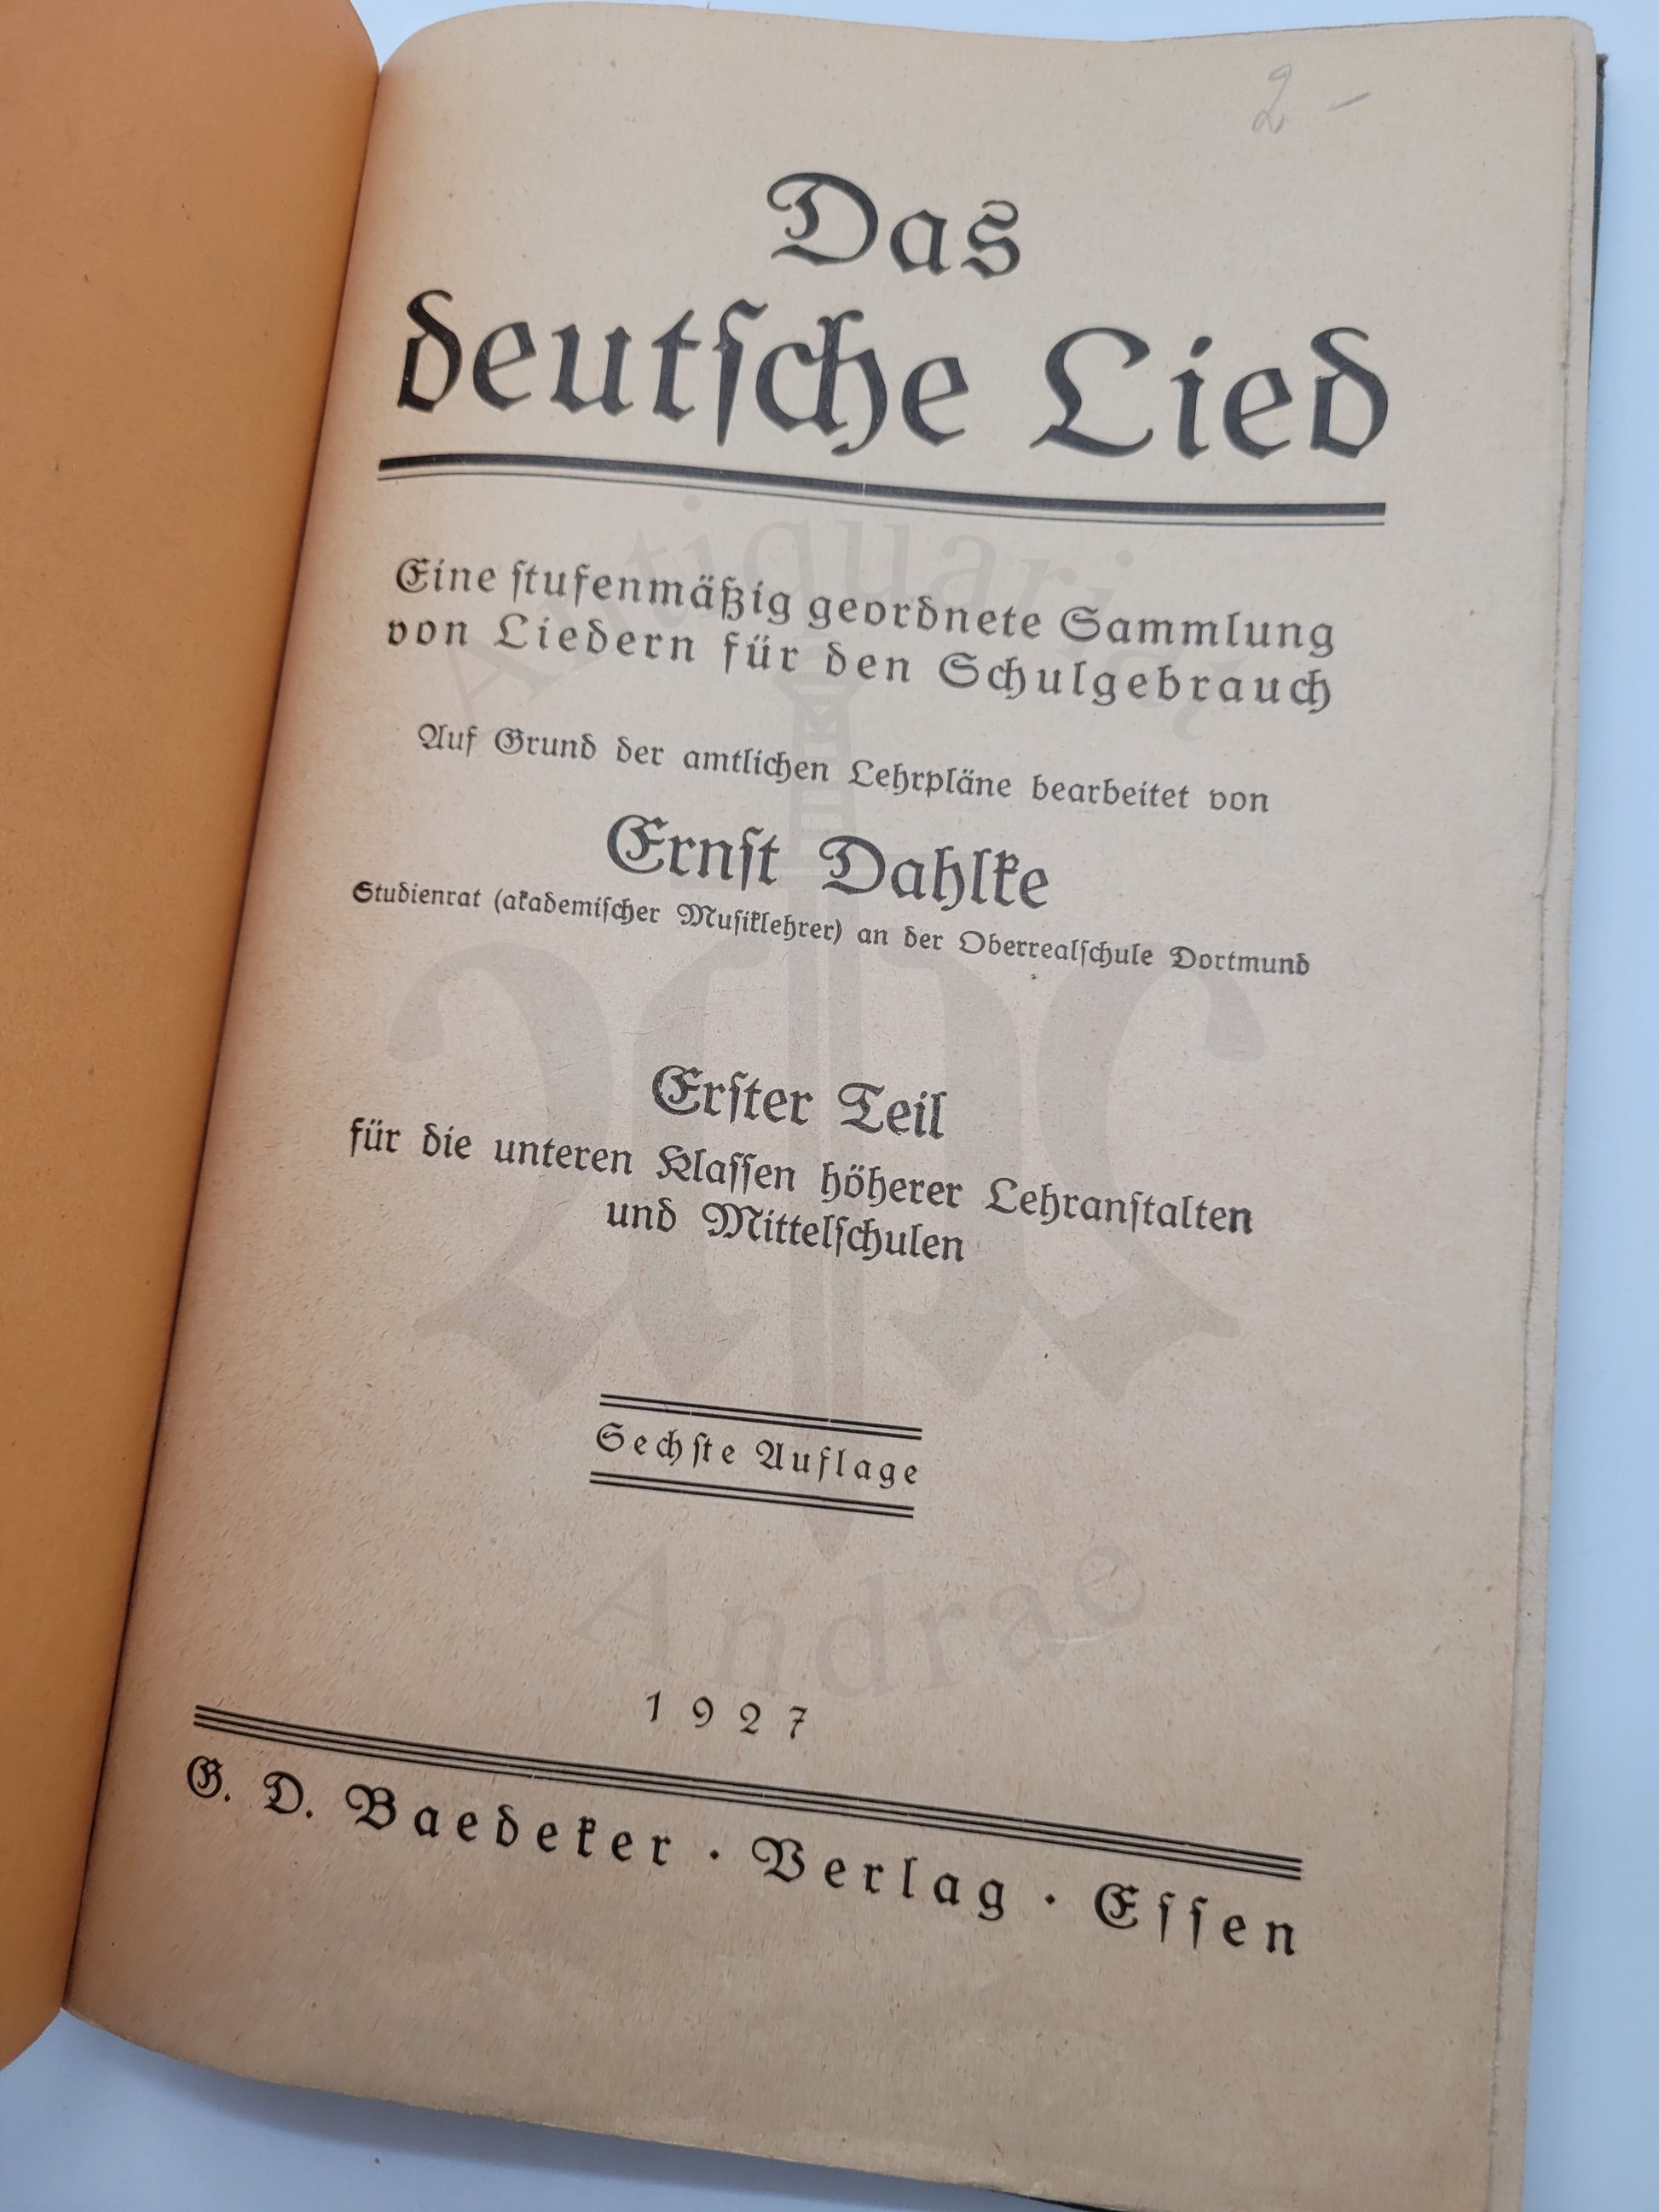 2 -
Das
deutſche Lied
Eine ſtufenmäßig geordnete Sammlung
von Liedern für den Schulgebrauch
Auf Grund der amtlichen Lehrpläne bearbeitet von
Ernſt Dahlke
Studienrat (akademiſcher Muſiklehrer) an der Oberrealſchule Dortmund
Erſter Teil
für die unteren Klaſſen höherer Lehranſtalten
und Mittelſchulen
Sechſte Auflage
1927
G. D. Baedeker · Verlag · Eſſen
Antiquariat
Andrae